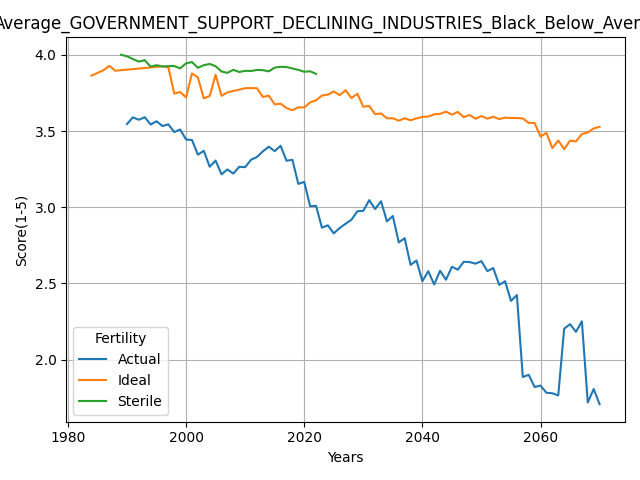 Average_GOVERNMENT_SUPPORT_DECLINING_INDUSTRIES_Black_Below_Aver
4.0
3.5
3.0
2.5
2.0
Score(1-5)
Fertility
Actual
Ideal
Sterile
1980
2000
2020
2040
2060
Years